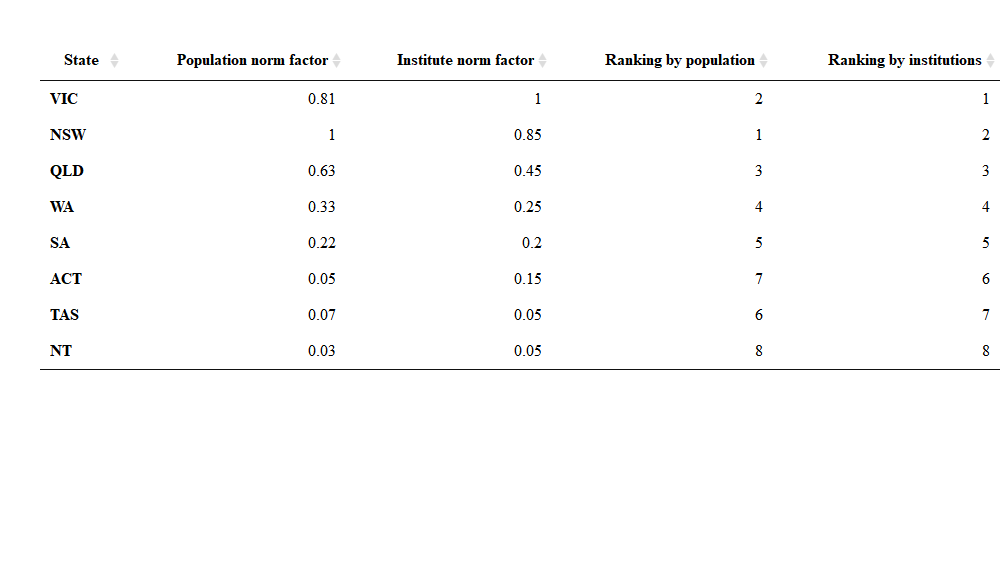 State Population norm factor Institute norm factor Ranking by population Ranking by institutions
VIC 0.81 1 2 1
NSW 1 0.85 1 2
QLD 0.63 0.45 3 3
WA 0.33 0.25 4 4
SA 0.22 0.2 5 5
ACT 0.05 0.15 7 6
TAS 0.07 0.05 6 7
NT 0.03 0.05 8 8